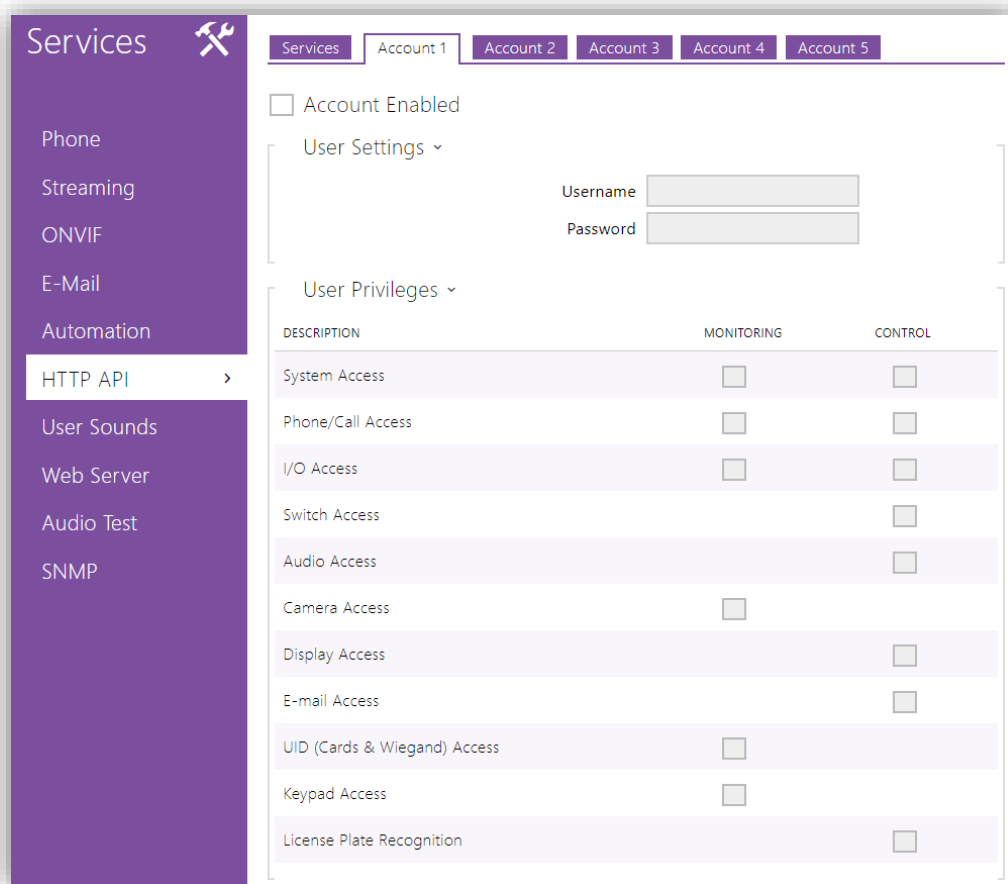 Services
Phone
Streaming
ONVIF
E-Mail
Automation
HTTP API
User Sounds
Web Server
Audio Test
SNMP
Services Account 1 Account 2 Account 3 Account 4 Account 5
Account Enabled
User Settings
Username
Password
User Privileges
DESCRIPTION MONITORING CONTROL
System Access
Phone/Call Access
I/O Access
Switch Access
Audio Access
Camera Access
Display Access
E-mail Access
UID (Cards & Wiegand) Access
Keypad Access
License Plate Recognition